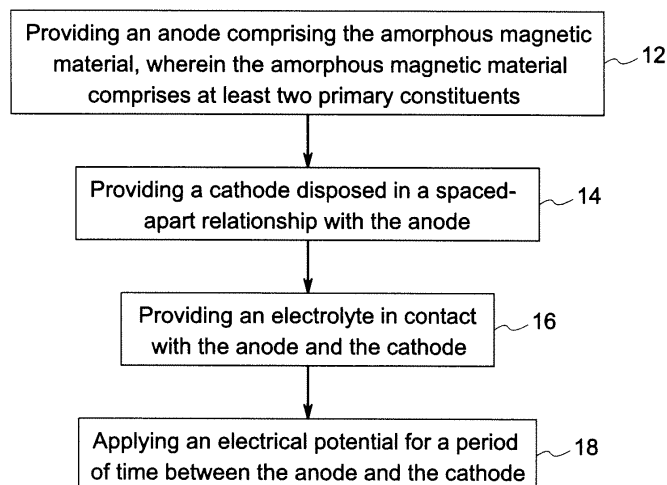 Providing an anode comprising the amorphous magnetic
material, wherein the amorphous magnetic material
comprises at least two primary constituents
12
Providing a cathode disposed in a spaced-
apart relationship with the anode
14
Providing an electrolyte in contact
with the anode and the cathode
16
Applying an electrical potential for a period
of time between the anode and the cathode
18